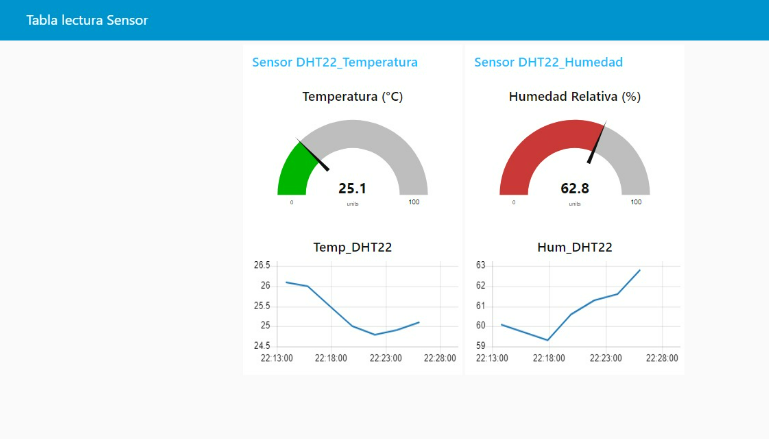 Tabla lectura Sensor
Sensor DHT22_Temperatura
Temperatura (°C)
25.1
units
0
100
Temp_DHT22
26.5
26
25.5
25
24.5
22:13:00 22:18:00 22:23:00 22:28:00
Sensor DHT22_Humedad
Humedad Relativa (%)
62.8
units
0
100
Hum_DHT22
63
62
61
60
59
22:13:00 22:18:00 22:23:00 22:28:00